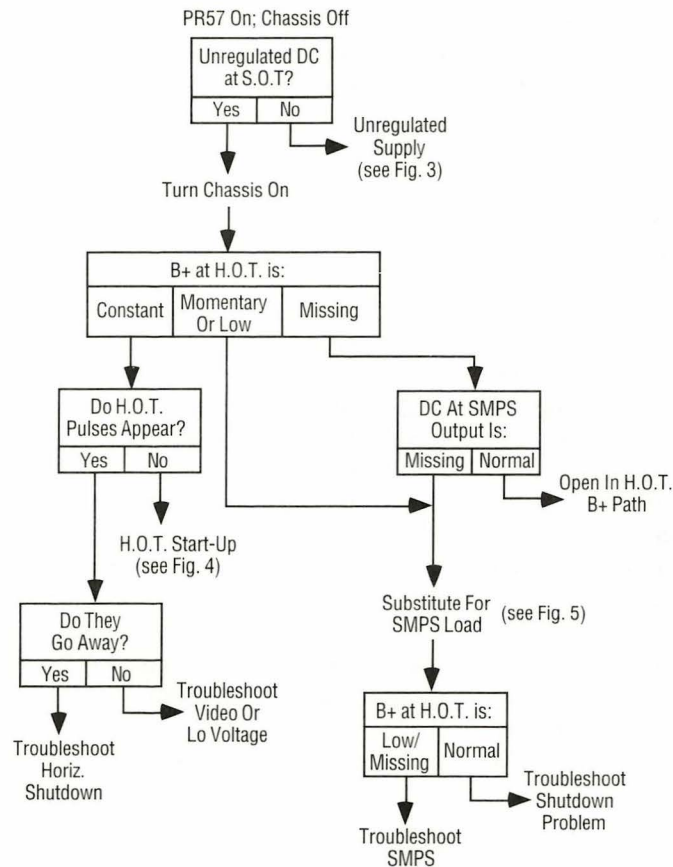 PR57 On; Chassis Off
Unregulated DC
at S.O.T?
Yes No
Unregulated
Supply
(see Fig. 3)
Turn Chassis On
B+ at H.O.T. is:
Constant
Momentary
Or Low
Missing
Do H.O.T.
Pulses Appear?
Yes No
DC At SMPS
Output Is:
Missing Normal
Open In H.O.T.
B+ Path
H.O.T. Start-Up
(see Fig. 4)
Substitute For
SMPS Load
(see Fig. 5)
Do They
Go Away?
Yes No
Troubleshoot
Video Or
Lo Voltage
Troubleshoot
Horiz.
Shutdown
B+ at H.O.T. is:
Low/
Missing
Normal
Troubleshoot
Shutdown
Problem
Troubleshoot
SMPS